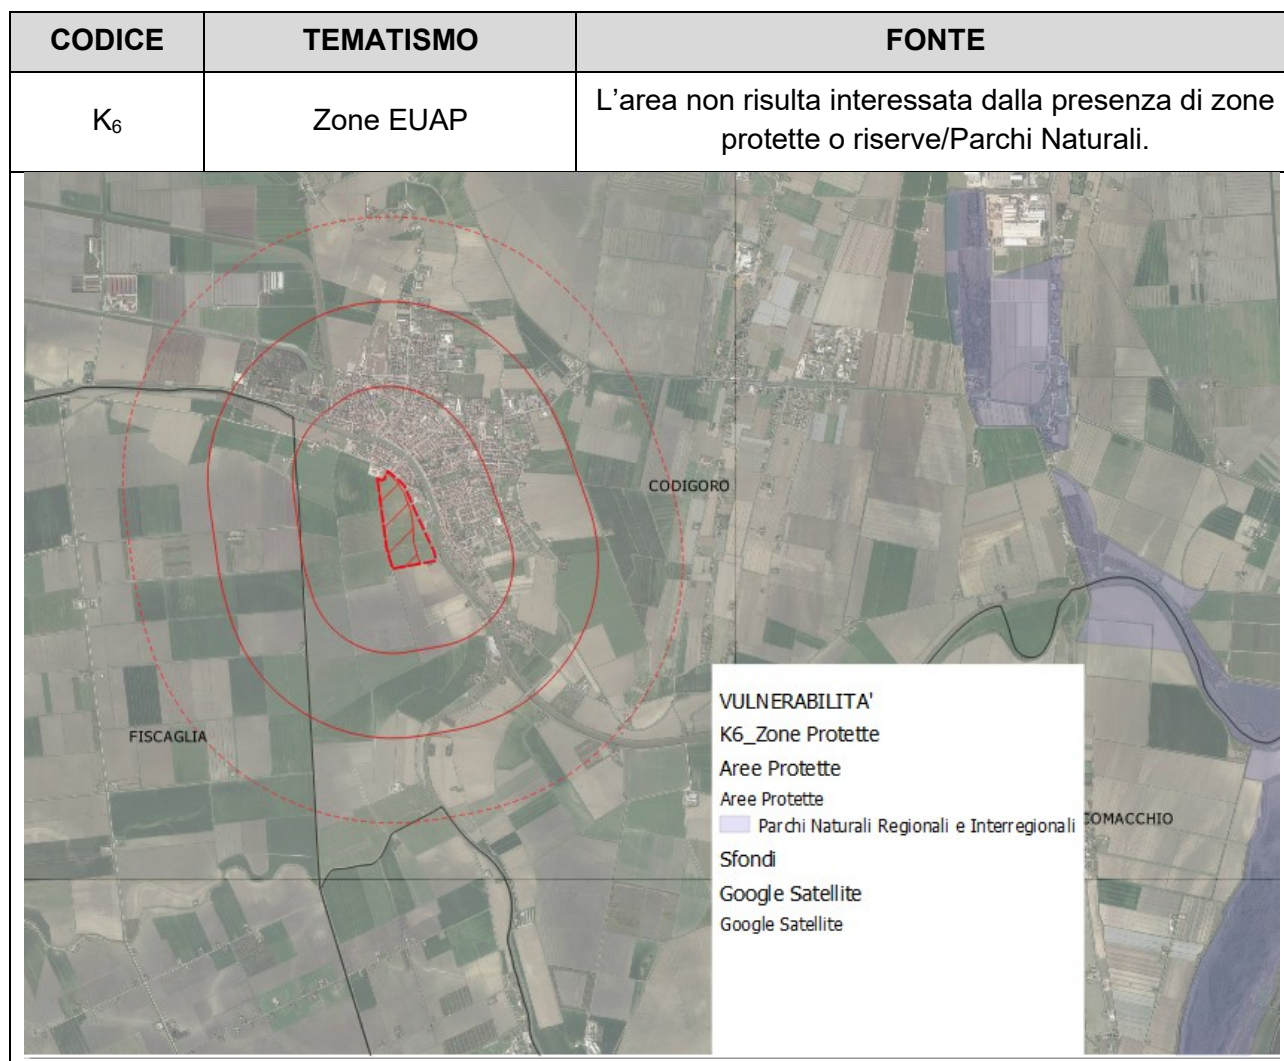 CODICE TEMATISMO FONTE
K₆ Zone EUAP L'area non risulta interessata dalla presenza di zone
protette o riserve/Parchi Naturali.
CODIGORO
FISCAGLIA
COMACCHIO
VULNERABILITA'
K6_Zone Protette
Aree Protette
Aree Protette
Parchi Naturali Regionali e Interregionali
Sfondi
Google Satellite
Google Satellite